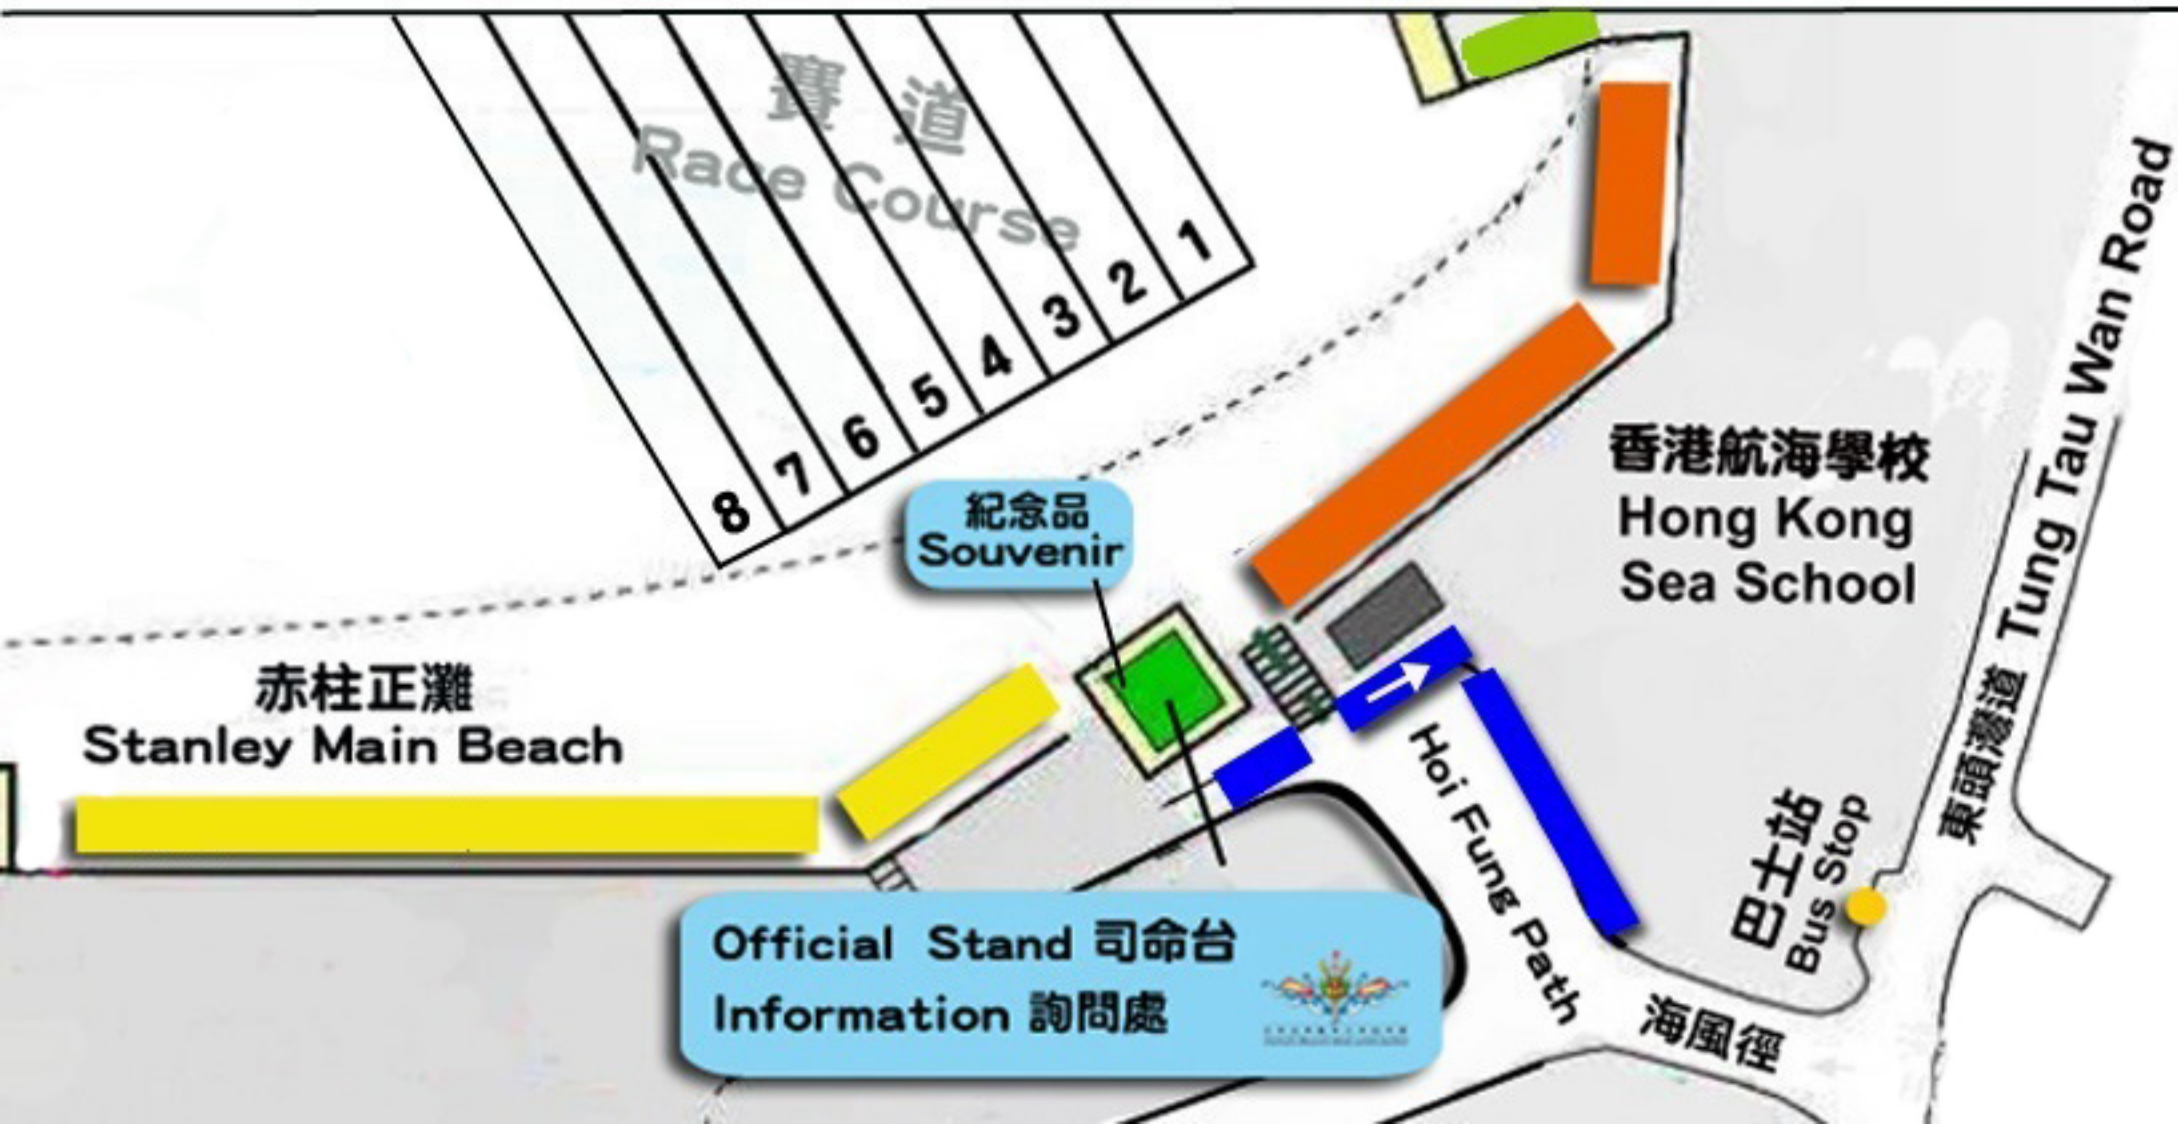 賽道
Race Course
1
2
3
4
5
6
7
8
紀念品
Souvenir
赤柱正灘
Stanley Main Beach
香港航海學校
Hong Kong
Sea School
東頭灣道 Tung Tau Wan Road
Hoi Fung Path
海風徑
巴士站
Bus Stop
Official Stand 司令台
Information 詢問處